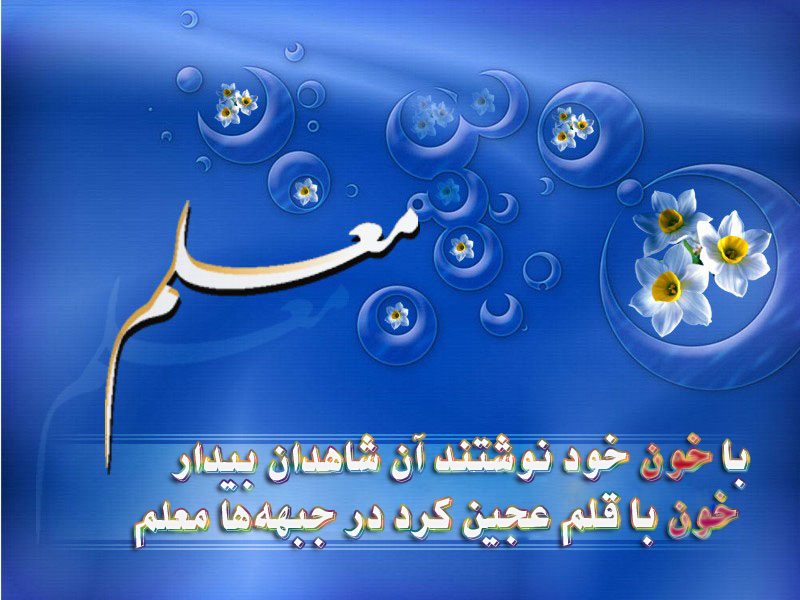 معلم
با خون خود نوشتند آن شاهدان بیدار
خون با قلم عجین کرد در جبهه‌ها معلم